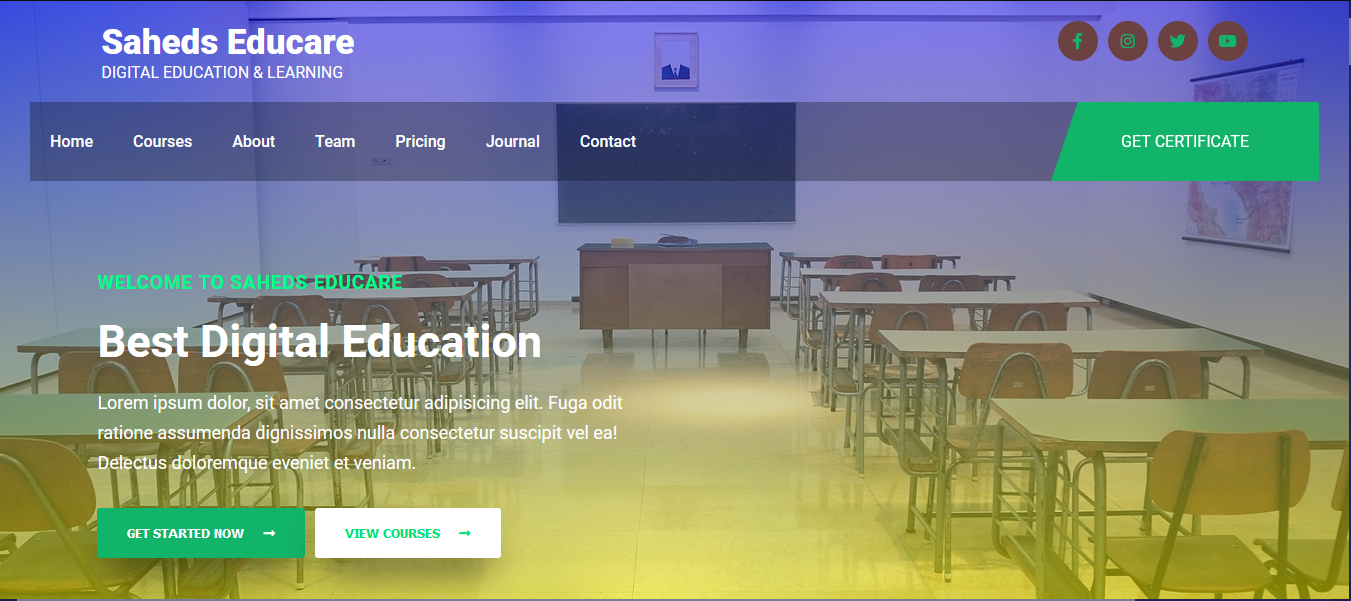 Saheds Educare
DIGITAL EDUCATION & LEARNING
Home Courses About Team Pricing Journal Contact GET CERTIFICATE
WELCOME TO SAHEDS EDUCARE
Best Digital Education
Lorem ipsum dolor, sit amet consectetur adipisicing elit. Fuga odit
ratione assumenda dignissimos nulla consectetur suscipit vel ea!
Delectus doloremque eveniet et veniam.
GET STARTED NOW VIEW COURSES